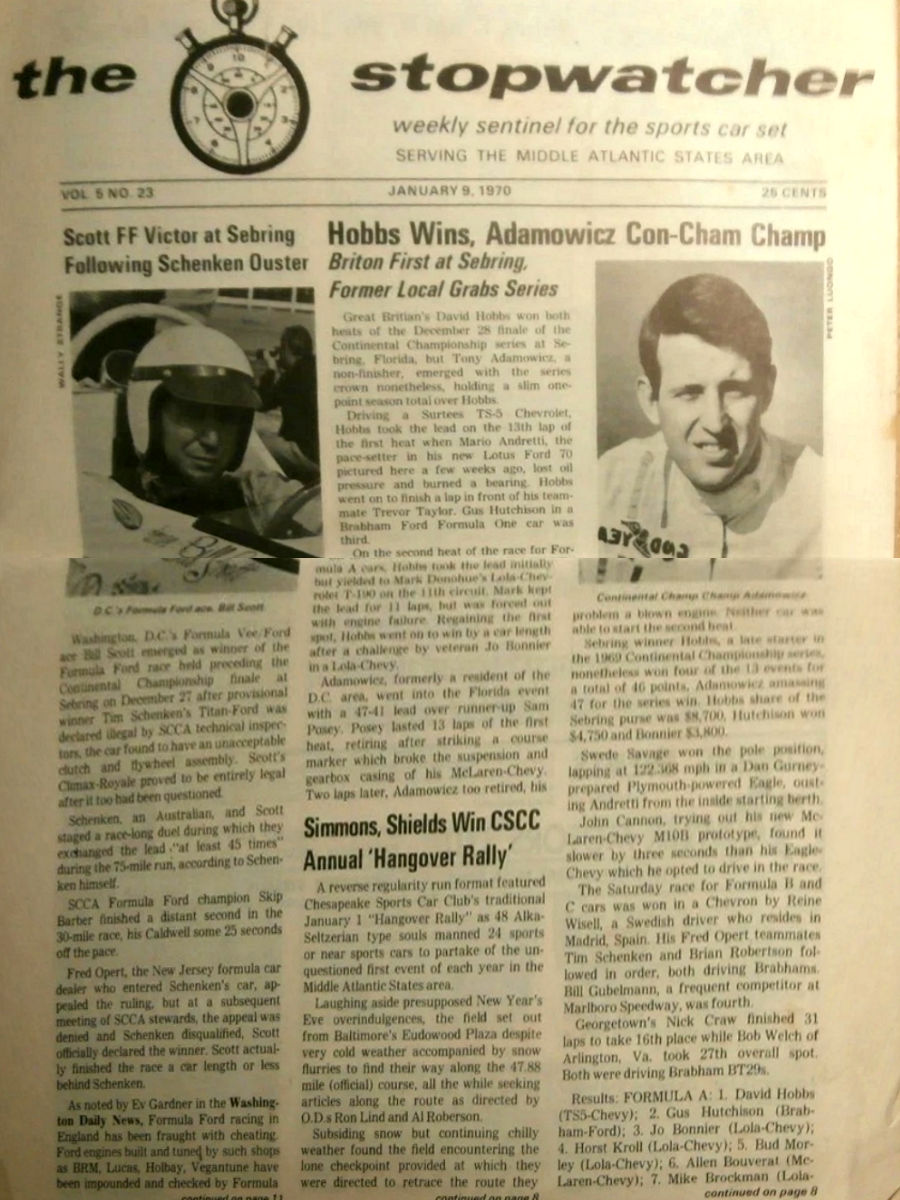 the stopwatcher
weekly sentinel for the sports car set
SERVING THE MIDDLE ATLANTIC STATES AREA
VOL. 5 NO. 23
JANUARY 9, 1970
25 CENTS
Scott FF Victor at Sebring
Following Schenken Ouster
WALLY STRANGE
D.C.'s Formula Ford ace, Bill Scott.
Washington, D.C.'s Formula Vee/Ford
ace Bill Scott emerged as winner of the
Formula Ford race held preceding the
Continental Championship finale at
Sebring on December 27 after provisional
winner Tim Schenken's Titan-Ford was
declared illegal by SCCA technical inspec-
tors, the car found to have an unacceptable
clutch and flywheel assembly. Scott's
Climax-Royale proved to be entirely legal
after it too had been questioned.
Schenken, an Australian, and Scott
staged a race-long duel during which they
exchanged the lead "at least 45 times"
during the 75-mile run, according to Schen-
ken himself.
SCCA Formula Ford champion Skip
Barber finished a distant second in the
30-mile race, his Caldwell some 25 seconds
off the pace.
Fred Opert, the New Jersey formula car
dealer who entered Schenken's car, ap-
pealed the ruling, but at a subsequent
meeting of SCCA stewards, the appeal was
denied and Schenken disqualified, Scott
officially declared the winner. Scott actual-
ly finished the race a car length or less
behind Schenken.
As noted by Ev Gardner in the Washing-
ton Daily News, Formula Ford racing in
England has been fraught with cheating.
Ford engines built and tuned by such shops
as BRM, Lucas, Holbay, Vegantune have
been impounded and checked by Formula
continued on page 11
Hobbs Wins, Adamowicz Con-Cham Champ
Briton First at Sebring,
Former Local Grabs Series
Great Britian's David Hobbs won both
heats of the December 28 finale of the
Continental Championship series at Se-
bring, Florida, but Tony Adamowicz, a
non-finisher, emerged with the series
crown nonetheless, holding a slim one-
point season total over Hobbs.
Driving a Surtees TS-5 Chevrolet,
Hobbs took the lead on the 13th lap of
the first heat when Mario Andretti, the
pace-setter in his new Lotus Ford 70
pictured here a few weeks ago, lost oil
pressure and burned a bearing. Hobbs
went on to finish a lap in front of his team-
mate Trevor Taylor. Gus Hutchison in a
Brabham Ford Formula One car was
third.
On the second heat of the race for For-
mula A cars, Hobbs took the lead initially
but yielded to Mark Donohue's Lola-Chev-
rolet T-190 on the 11th circuit. Mark kept
the lead for 11 laps, but was forced out
with engine failure. Regaining the first
spot, Hobbs went on to win by a car length
after a challenge by veteran Jo Bonnier
in a Lola-Chevy.
Adamowicz, formerly a resident of the
D.C. area, went into the Florida event
with a 47-41 lead over runner-up Sam
Posey. Posey lasted 13 laps of the first
heat, retiring after striking a course
marker which broke the suspension and
gearbox casing of his McLaren-Chevy.
Two laps later, Adamowicz too retired, his
PETER LUONGO
GOODYEA
Continental Champ Champ Adamowicz
problem a blown engine. Neither car was
able to start the second heat.
Sebring winner Hobbs, a late starter in
the 1969 Continental Championship series,
nonetheless won four of the 13 events for
a total of 46 points, Adamowicz amassing
47 for the series win. Hobbs share of the
Sebring purse was $8,700, Hutchison won
$4,750 and Bonnier $3,800.
Swede Savage won the pole position,
lapping at 122.368 mph in a Dan Gurney-
prepared Plymouth-powered Eagle, oust-
ing Andretti from the inside starting berth.
John Cannon, trying out his new Mc-
Laren-Chevy M10B prototype, found it
slower by three seconds than his Eagle-
Chevy which he opted to drive in the race.
The Saturday race for Formula B and
C cars was won in a Chevron by Reine
Wisell, a Swedish driver who resides in
Madrid, Spain. His Fred Opert teammates
Tim Schenken and Brian Robertson fol-
lowed in order, both driving Brabhams.
Bill Gubelmann, a frequent competitor at
Marlboro Speedway, was fourth.
Georgetown's Nick Craw finished 31
laps to take 16th place while Bob Welch of
Arlington, Va. took 27th overall spot.
Both were driving Brabham BT29s.
Results: FORMULA A: 1. David Hobbs
(TS5-Chevy); 2. Gus Hutchison (Brab-
ham-Ford); 3. Jo Bonnier (Lola-Chevy);
4. Horst Kroll (Lola-Chevy); 5. Bud Mor-
ley (Lola-Chevy); 6. Allen Bouverat (Mc-
Laren-Chevy); 7. Mike Brockman (Lola-
continued on page 8
Simmons, Shields Win CSCC
Annual 'Hangover Rally'
A reverse regularity run format featured
Chesapeake Sports Car Club's traditional
January 1 "Hangover Rally" as 48 Alka-
Seltzerian type souls manned 24 sports
or near sports cars to partake of the un-
questioned first event of each year in the
Middle Atlantic States area.
Laughing aside presupposed New Year's
Eve overindulgences, the field set out
from Baltimore's Eudowood Plaza despite
very cold weather accompanied by snow
flurries to find their way along the 47.88
mile (official) course, all the while seeking
articles along the route as directed by
O.D.s Ron Lind and Al Roberson.
Subsiding snow but continuing chilly
weather found the field encountering the
lone checkpoint provided at which they
were directed to retrace the route they
continued on page 8